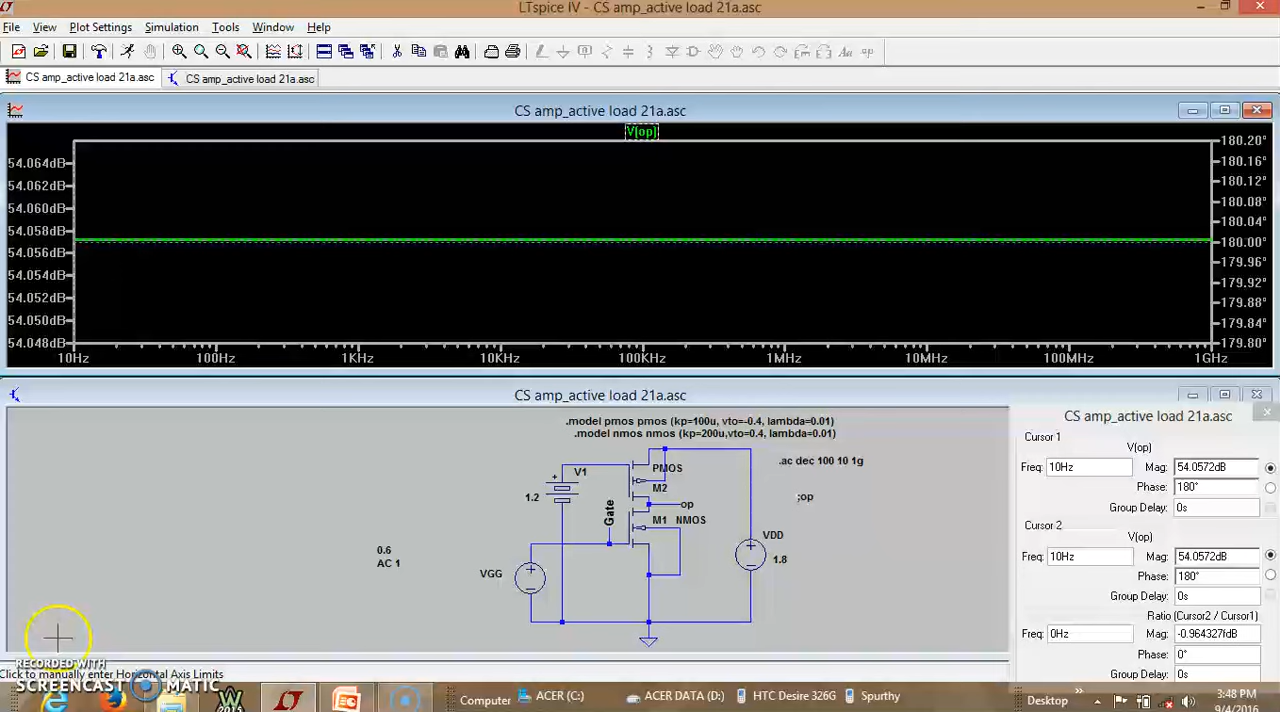 LTspice IV - CS amp_active load 21a.asc
File View Plot Settings Simulation Tools Window Help
CS amp_active load 21a.asc CS amp_active load 21a.asc
CS amp_active load 21a.asc
V(op)
54.064dB
54.062dB
54.060dB
54.058dB
54.056dB
54.054dB
54.052dB
54.050dB
54.048dB
180.20°
180.16°
180.12°
180.08°
180.04°
180.00°
179.96°
179.92°
179.88°
179.84°
179.80°
10Hz 100Hz 1KHz 10KHz 100KHz 1MHz 10MHz 100MHz 1GHz
CS amp_active load 21a.asc
.model pmos pmos (kp=100u, vto=-0.4, lambda=0.01)
.model nmos nmos (kp=200u,vto=0.4, lambda=0.01)
.ac dec 100 10 1g
;op
V1
1.2
PMOS
M2
op
Gate
M1 NMOS
VDD
1.8
0.6
AC 1
VGG
CS amp_active load 21a.asc
Cursor 1
V(op)
Freq: 10Hz Mag: 54.0572dB
Phase: 180°
Group Delay: 0s
Cursor 2
V(op)
Freq: 10Hz Mag: 54.0572dB
Phase: 180°
Group Delay: 0s
Ratio (Cursor2 / Cursor1)
Freq: 0Hz Mag: -0.964327fdB
Phase: 0°
Group Delay: 0s
RECORDED WITH
SCREENCAST MATIC
Click to manually enter Horizontal Axis Limits
Computer ACER (C:) ACER DATA (D:) HTC Desire 326G Spurthy
Desktop
3:48 PM
9/4/2016